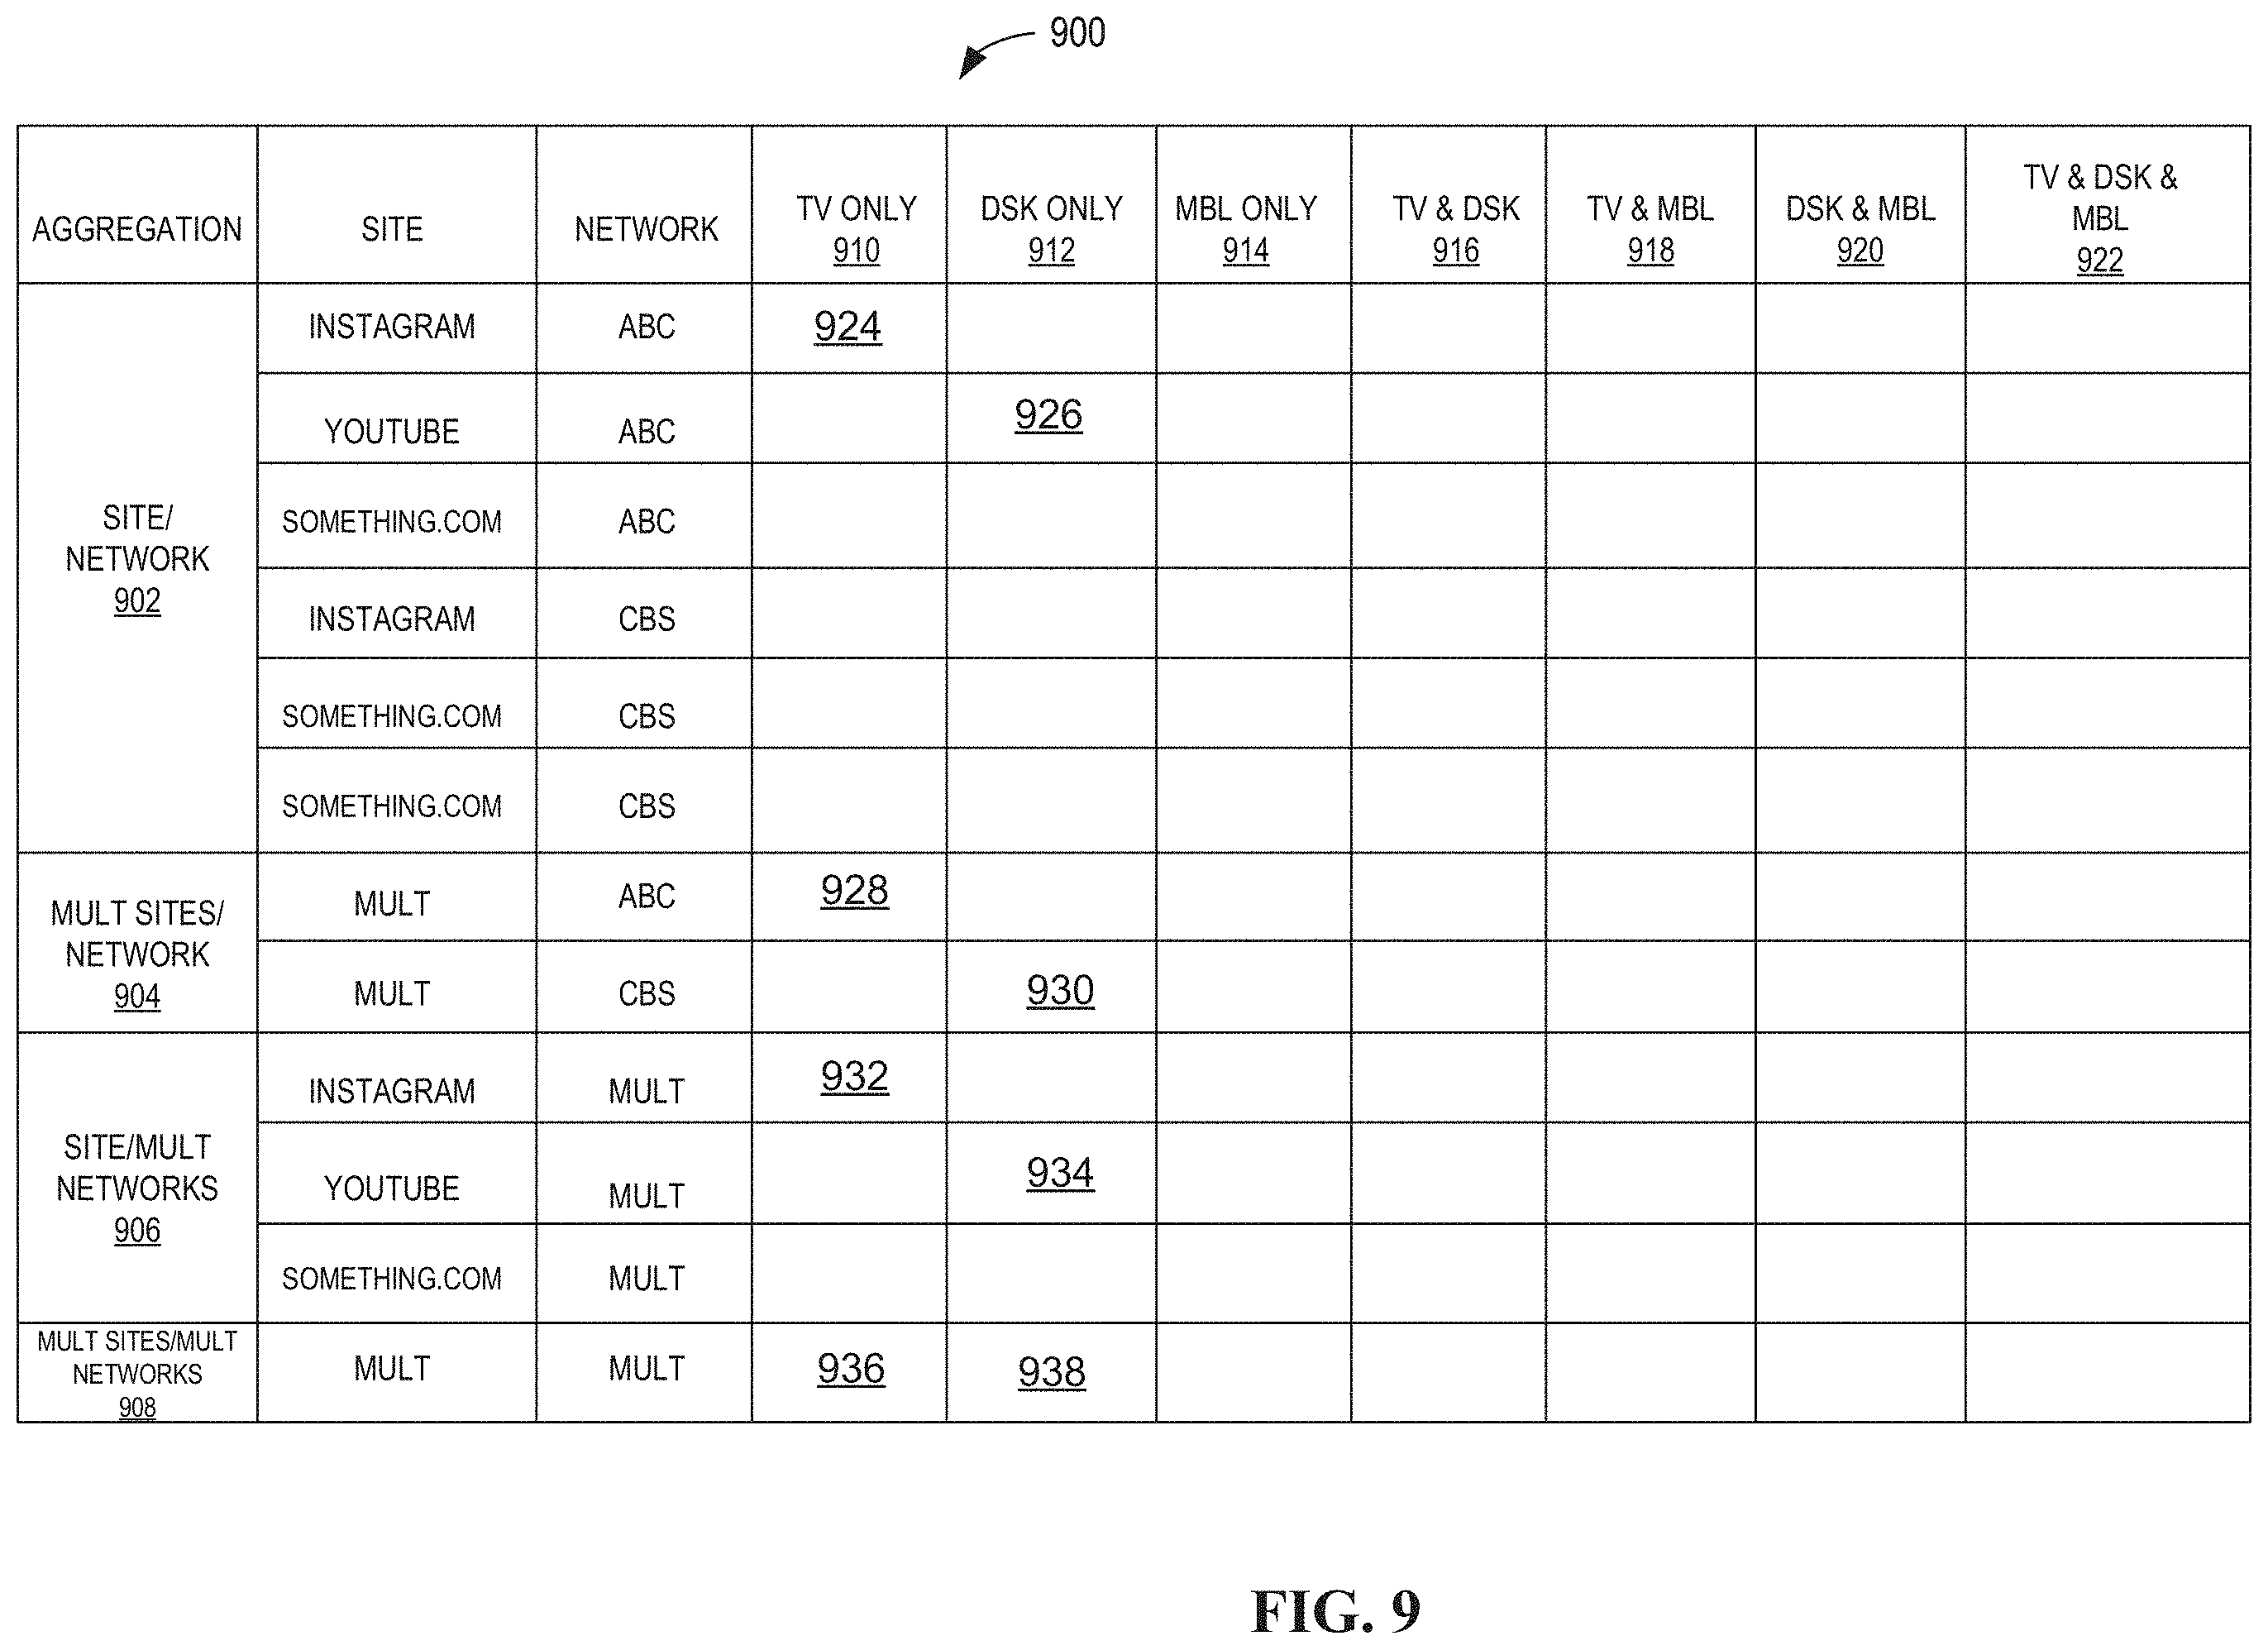 900
AGGREGATION
SITE
NETWORK
TV ONLY
910
DSK ONLY
912
MBL ONLY
914
TV & DSK
916
TV & MBL
918
DSK & MBL
920
TV & DSK &
MBL
922
SITE/
NETWORK
902
INSTAGRAM
ABC
924
YOUTUBE
ABC
926
SOMETHING.COM
ABC
INSTAGRAM
CBS
SOMETHING.COM
CBS
SOMETHING.COM
CBS
MULT SITES/
NETWORK
904
MULT
ABC
928
MULT
CBS
930
SITE/MULT
NETWORKS
906
INSTAGRAM
MULT
932
YOUTUBE
MULT
934
SOMETHING.COM
MULT
MULT SITES/MULT
NETWORKS
908
MULT
MULT
936
938
FIG. 9